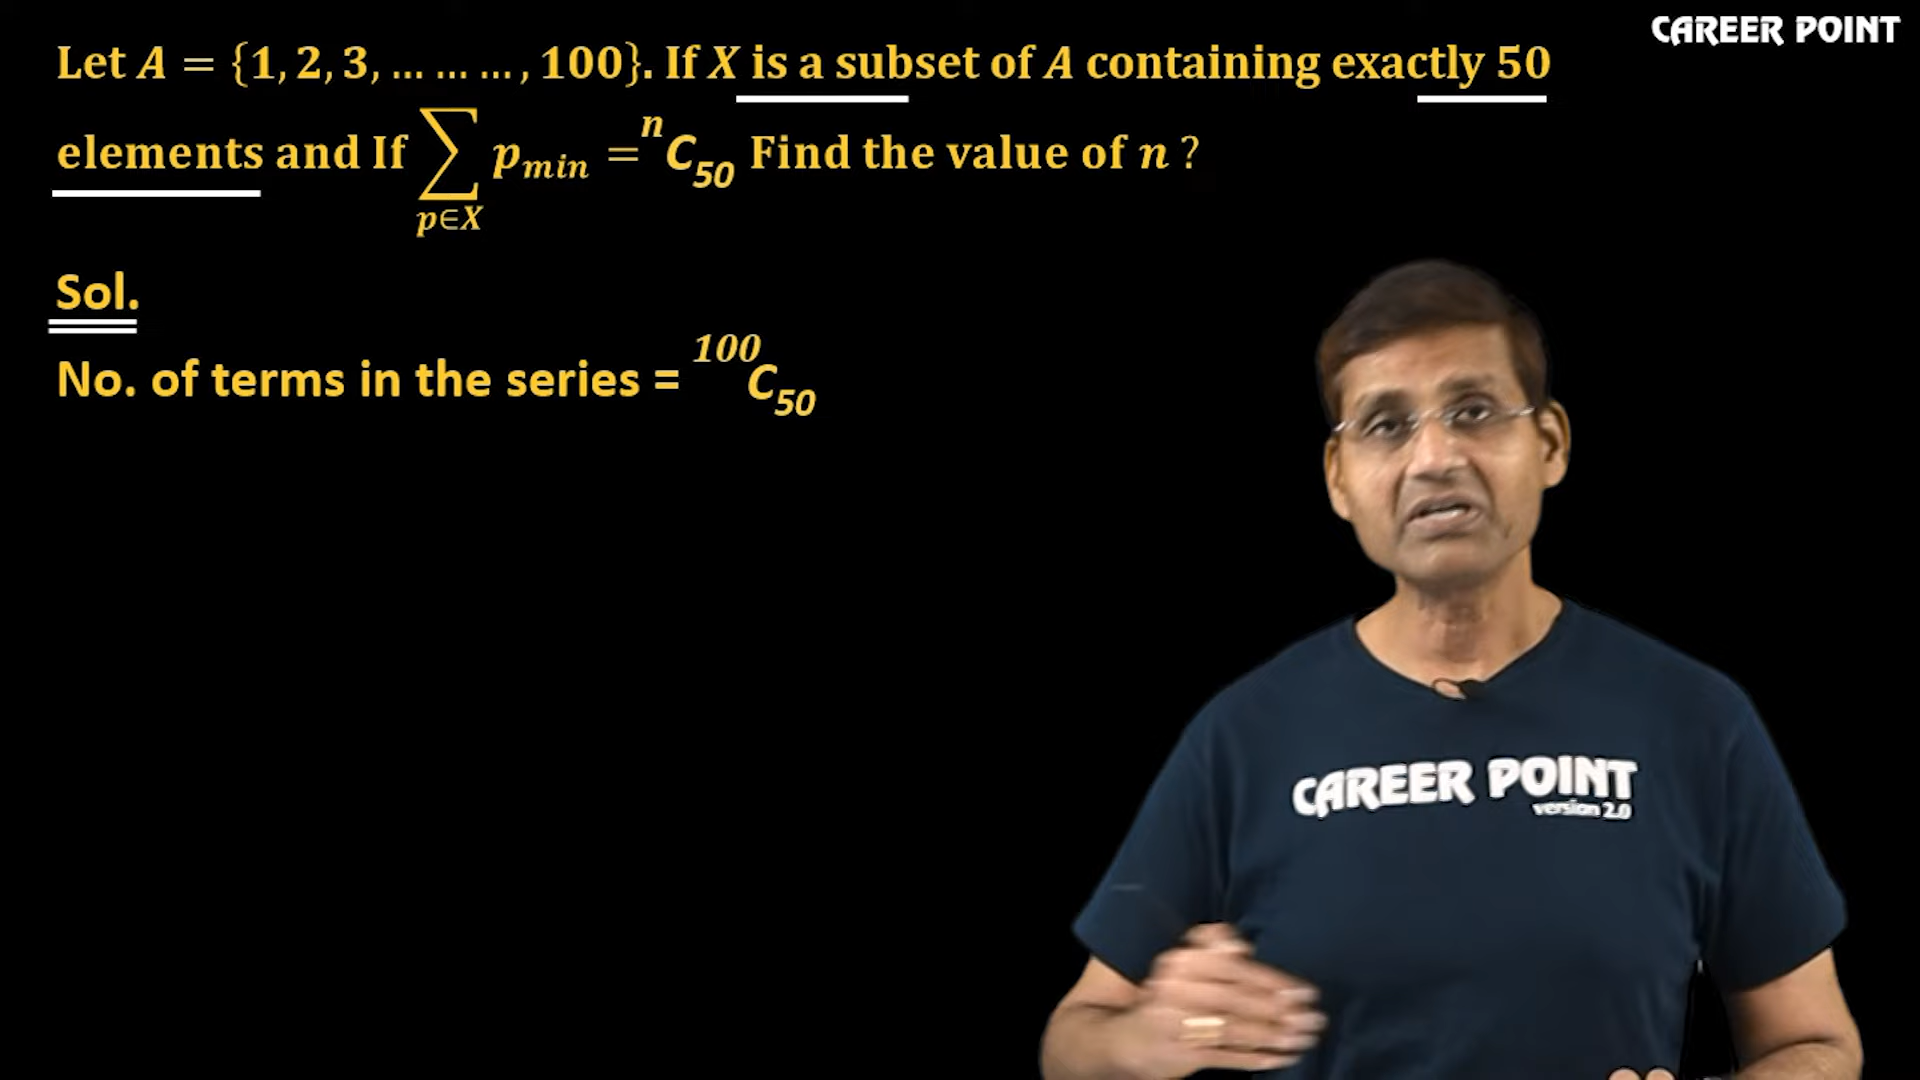 CAREER POINT
Let A = {1, 2, 3, ... ... ... , 100}. If X is a subset of A containing exactly 50
elements and If ∑ p∈X p_min = ⁿC₅₀ Find the value of n ?
Sol.
No. of terms in the series = ¹⁰⁰C₅₀
CAREER POINT
version 2.0